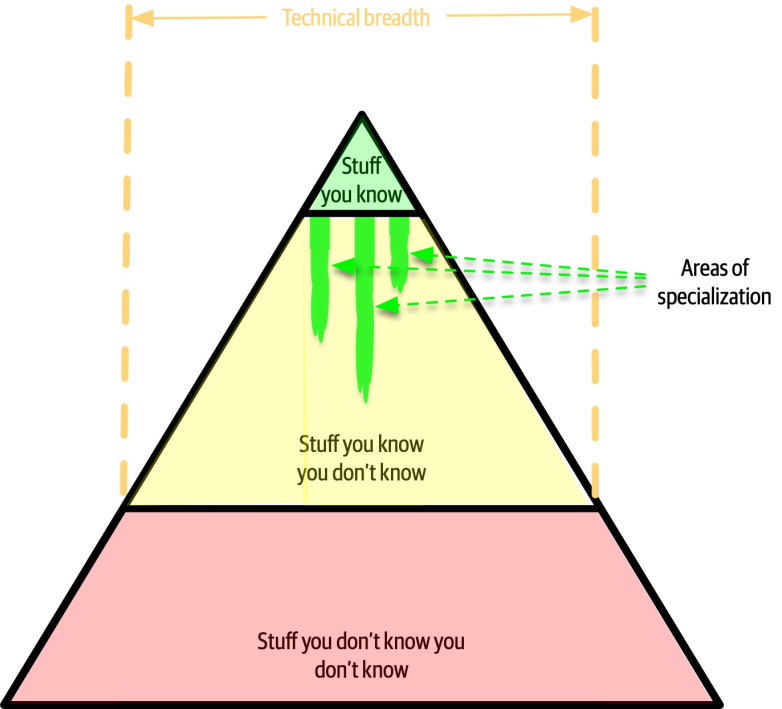 Technical breadth
Stuff
you know
Areas of
specialization
Stuff you know
you don't know
Stuff you don't know you
don't know